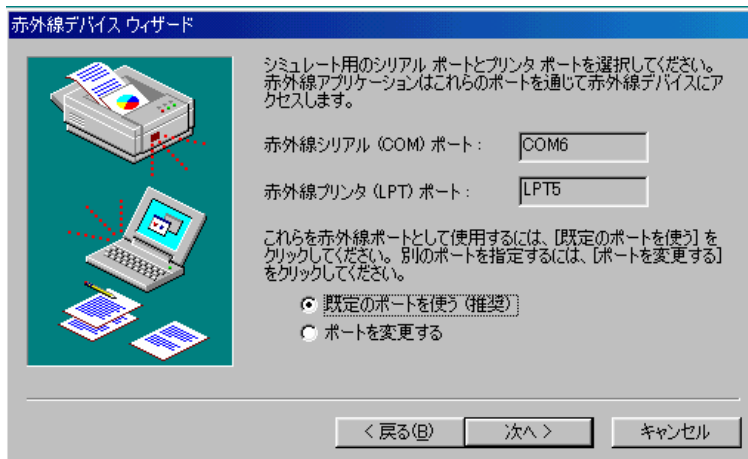 赤外線デバイス ウィザード
シミュレート用のシリアル ポートとプリンタ ポートを選択してください。
赤外線アプリケーションはこれらのポートを通じて赤外線デバイスにア
クセスします。
赤外線シリアル (COM) ポート :
COM6
赤外線プリンタ (LPT) ポート :
LPT5
これらを赤外線ポートとして使用するには、[既定のポートを使う] を
クリックしてください。別のポートを指定するには、[ポートを変更する]
をクリックしてください。
既定のポートを使う (推奨)
ポートを変更する
< 戻る(B)
次へ >
キャンセル